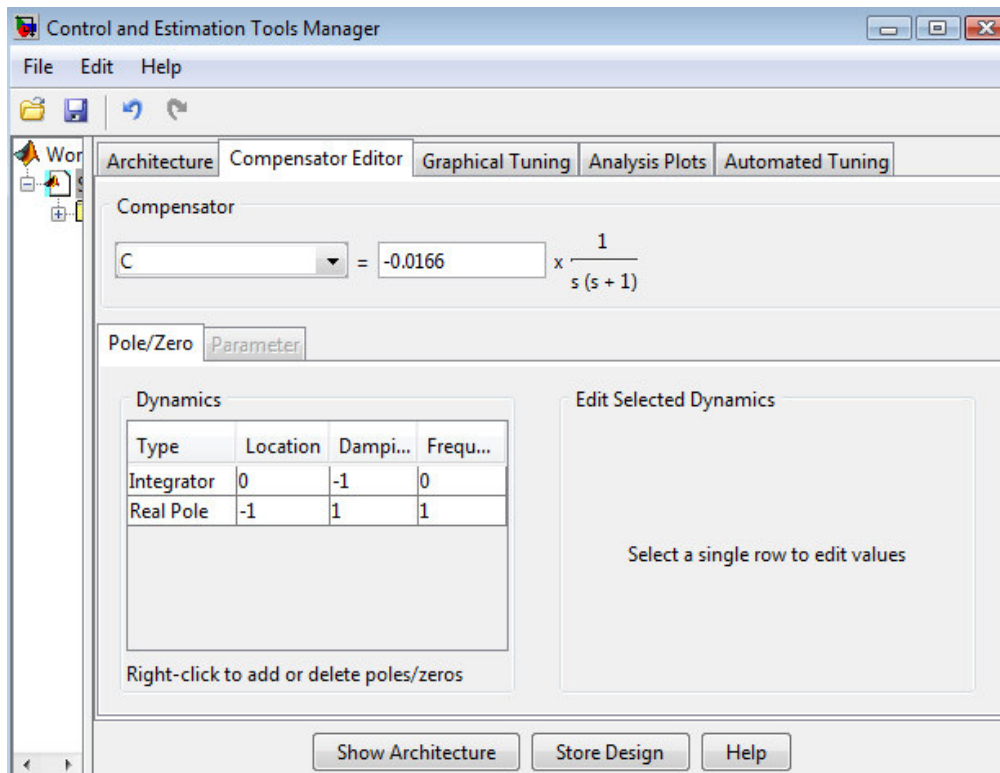 Control and Estimation Tools Manager
File Edit Help
Wor
Architecture Compensator Editor Graphical Tuning Analysis Plots Automated Tuning
Compensator
C = -0.0166 x 1
s (s + 1)
Pole/Zero Parameter
Dynamics
Type Location Dampi... Frequ...
Integrator 0 -1 0
Real Pole -1 1 1
Right-click to add or delete poles/zeros
Edit Selected Dynamics
Select a single row to edit values
Show Architecture Store Design Help